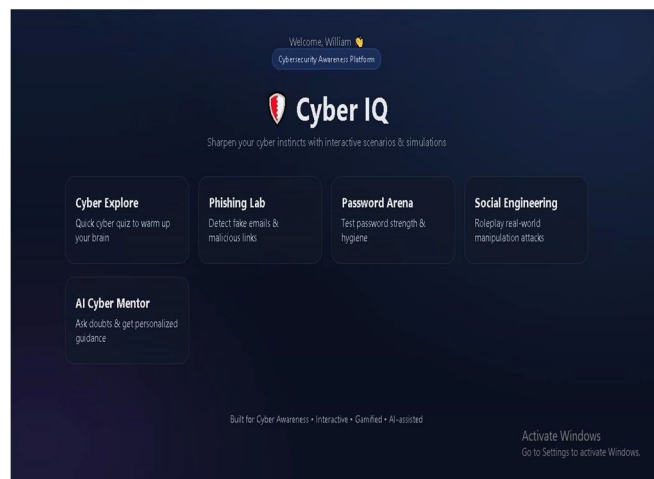 Welcome, William 👋
Cybersecurity Awareness Platform
Cyber IQ
Sharpen your cyber instincts with interactive scenarios & simulations
Cyber Explore
Quick cyber quiz to warm up
your brain
Phishing Lab
Detect fake emails &
malicious links
Password Arena
Test password strength &
hygiene
Social Engineering
Roleplay real-world
manipulation attacks
AI Cyber Mentor
Ask doubts & get personalized
guidance
Built for Cyber Awareness • Interactive • Gamified • AI-assisted
Activate Windows
Go to Settings to activate Windows.